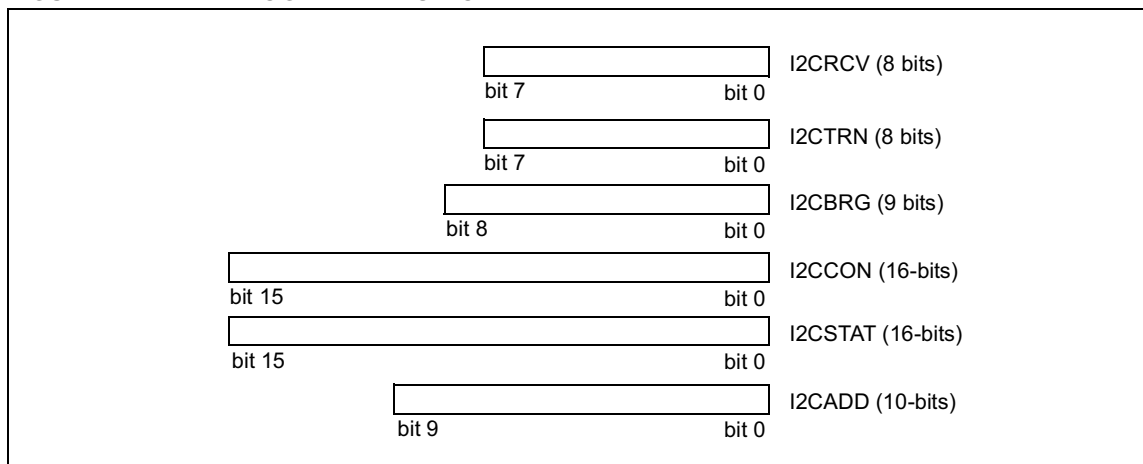 I2CRCV (8 bits)
bit 7 bit 0
I2CTRN (8 bits)
bit 7 bit 0
I2CBRG (9 bits)
bit 8 bit 0
I2CCON (16-bits)
bit 15 bit 0
I2CSTAT (16-bits)
bit 15 bit 0
I2CADD (10-bits)
bit 9 bit 0